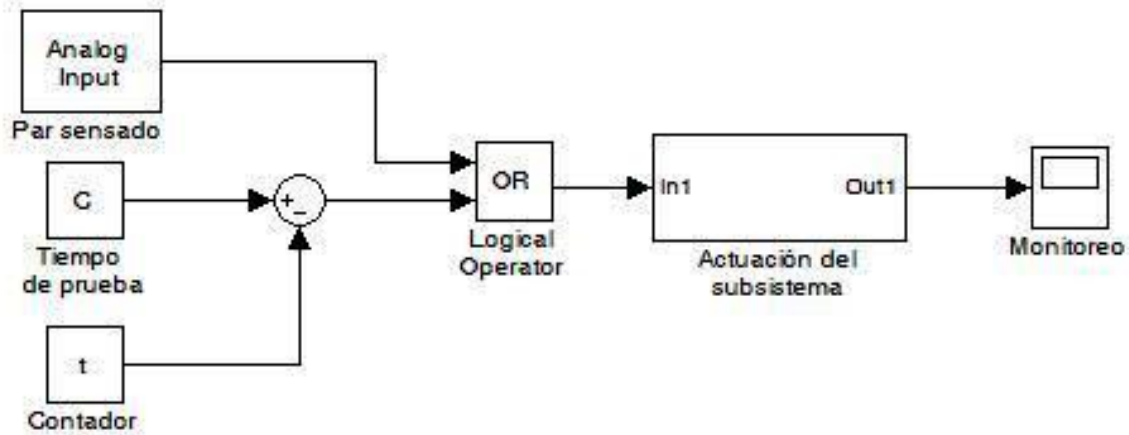 Analog
Input
Par sensado
C
Tiempo
de prueba
t
Contador
+
-
OR
Logical
Operator
In1
Out1
Actuación del
subsistema
Monitoreo